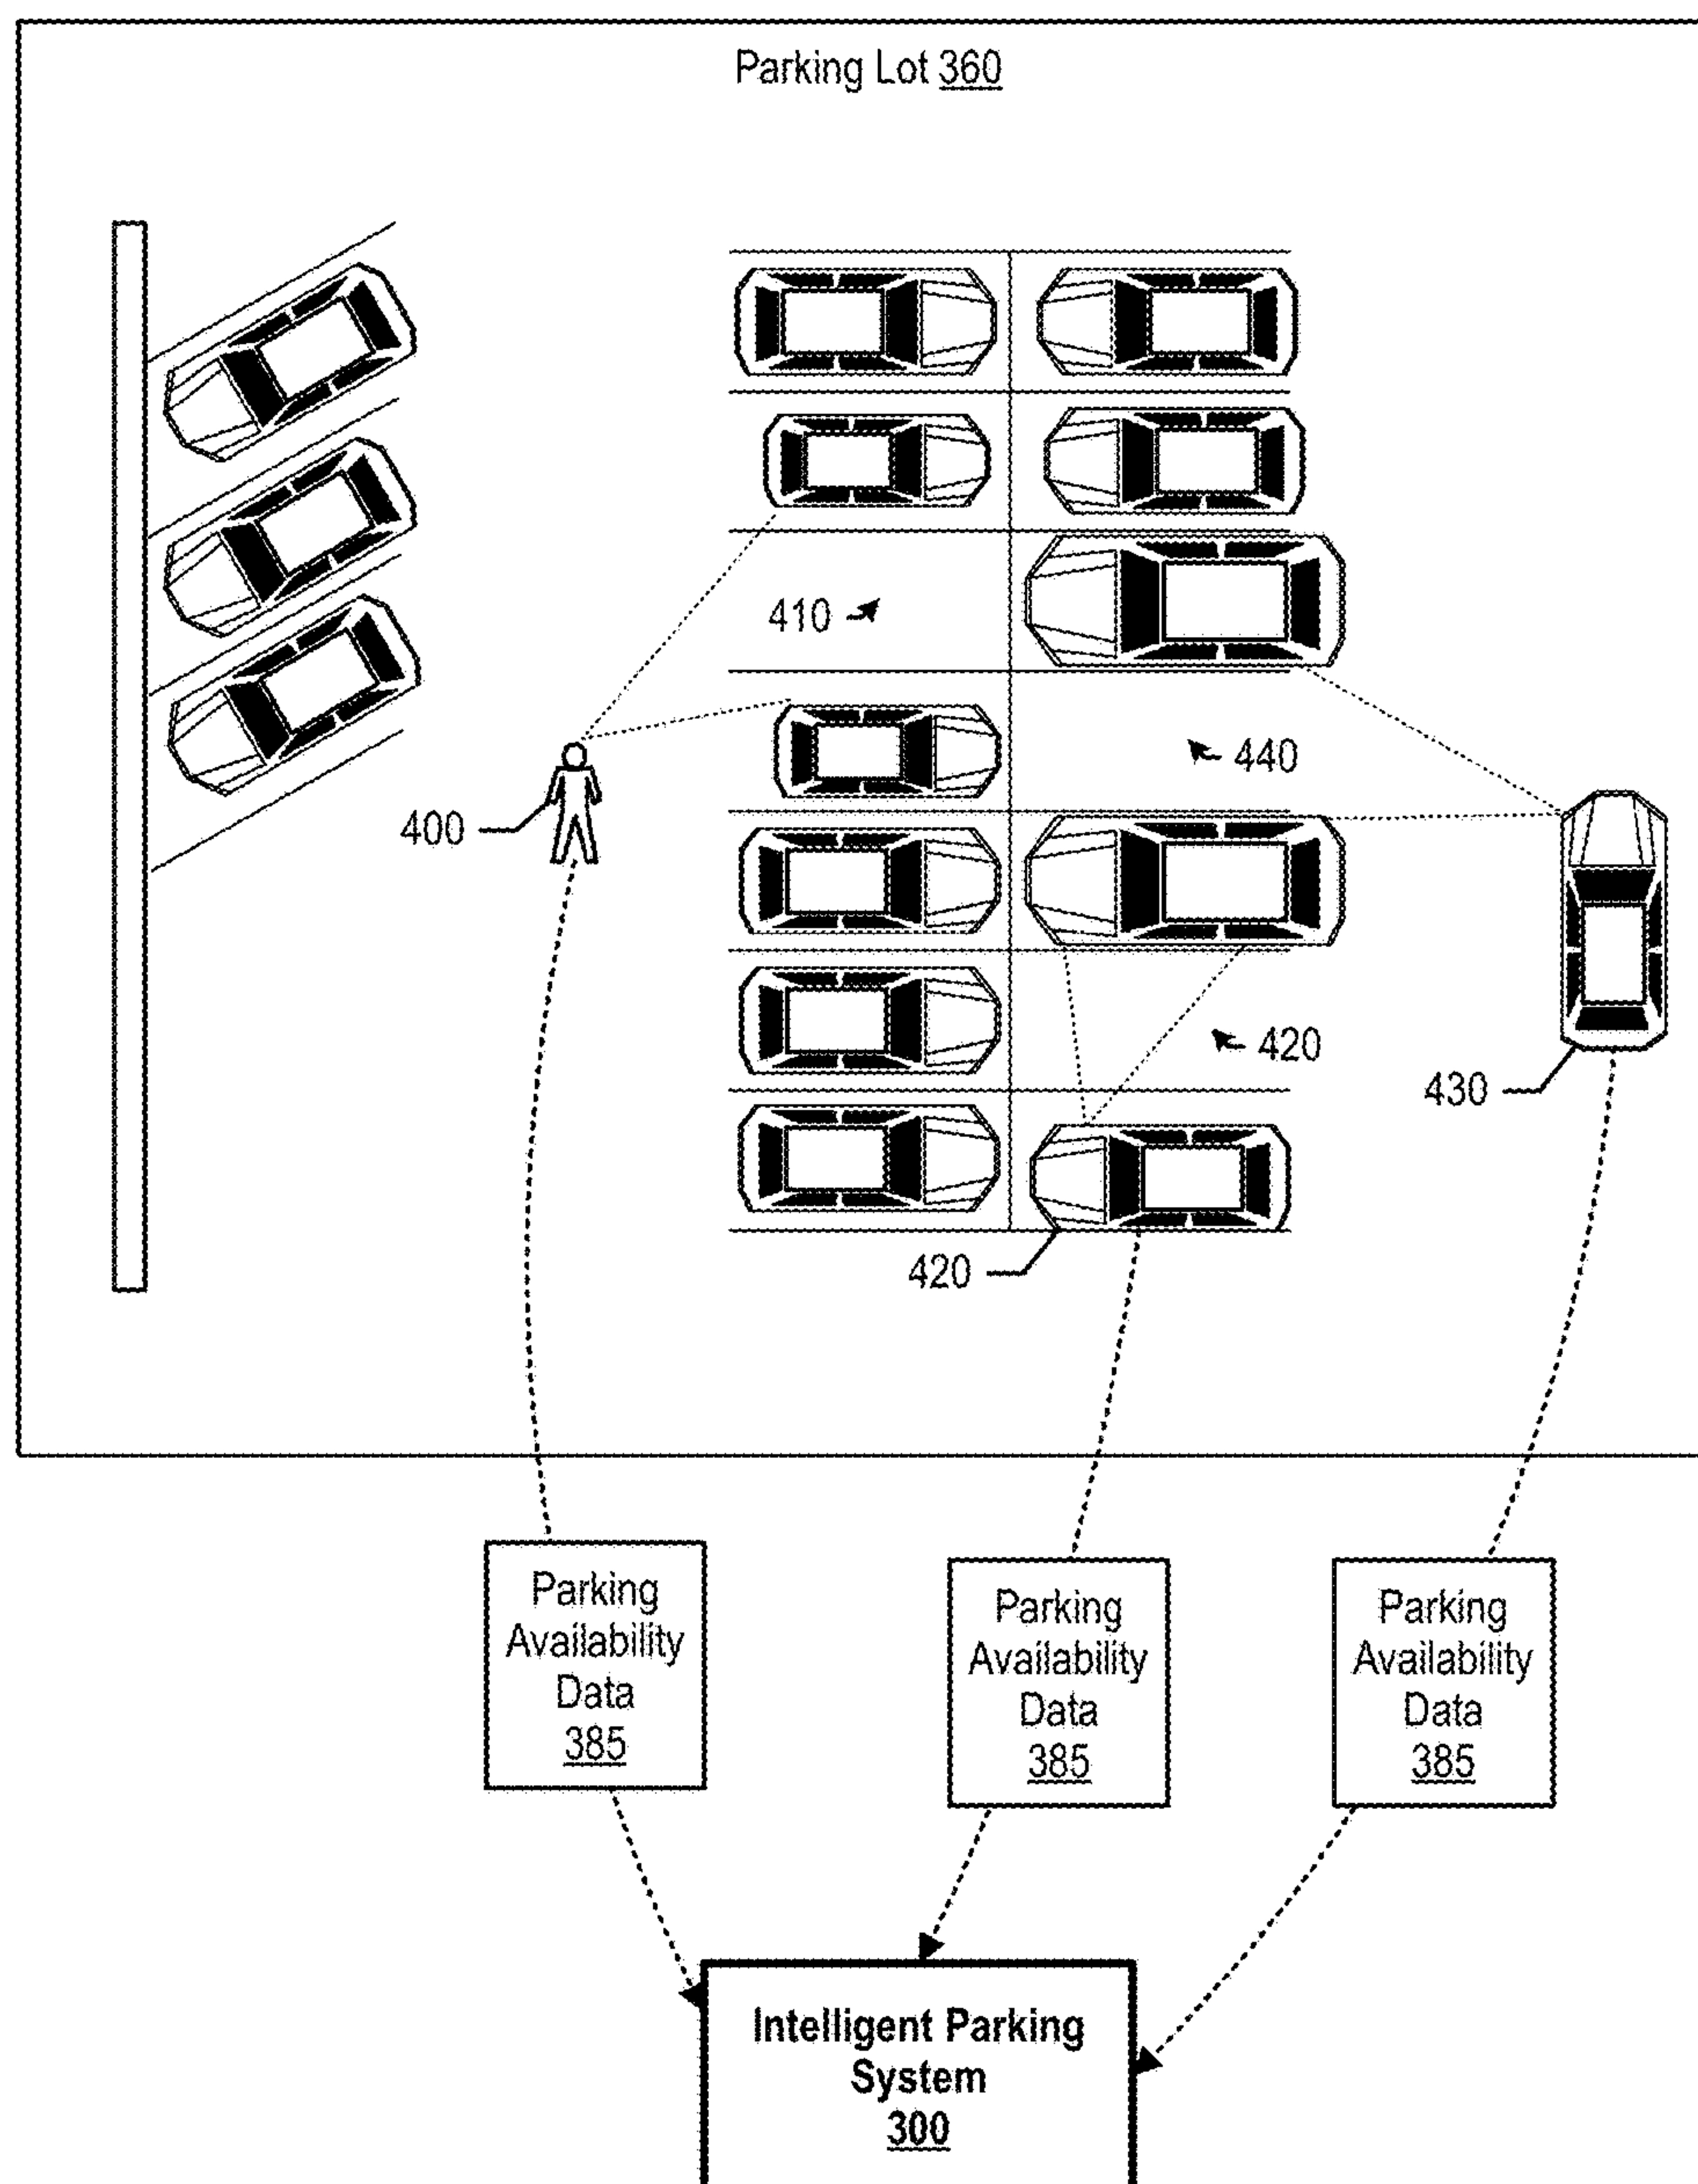 Parking Lot 360
410
440
400
420
430
420
Parking
Availability
Data
385
Parking
Availability
Data
385
Parking
Availability
Data
385
Intelligent Parking
System
300